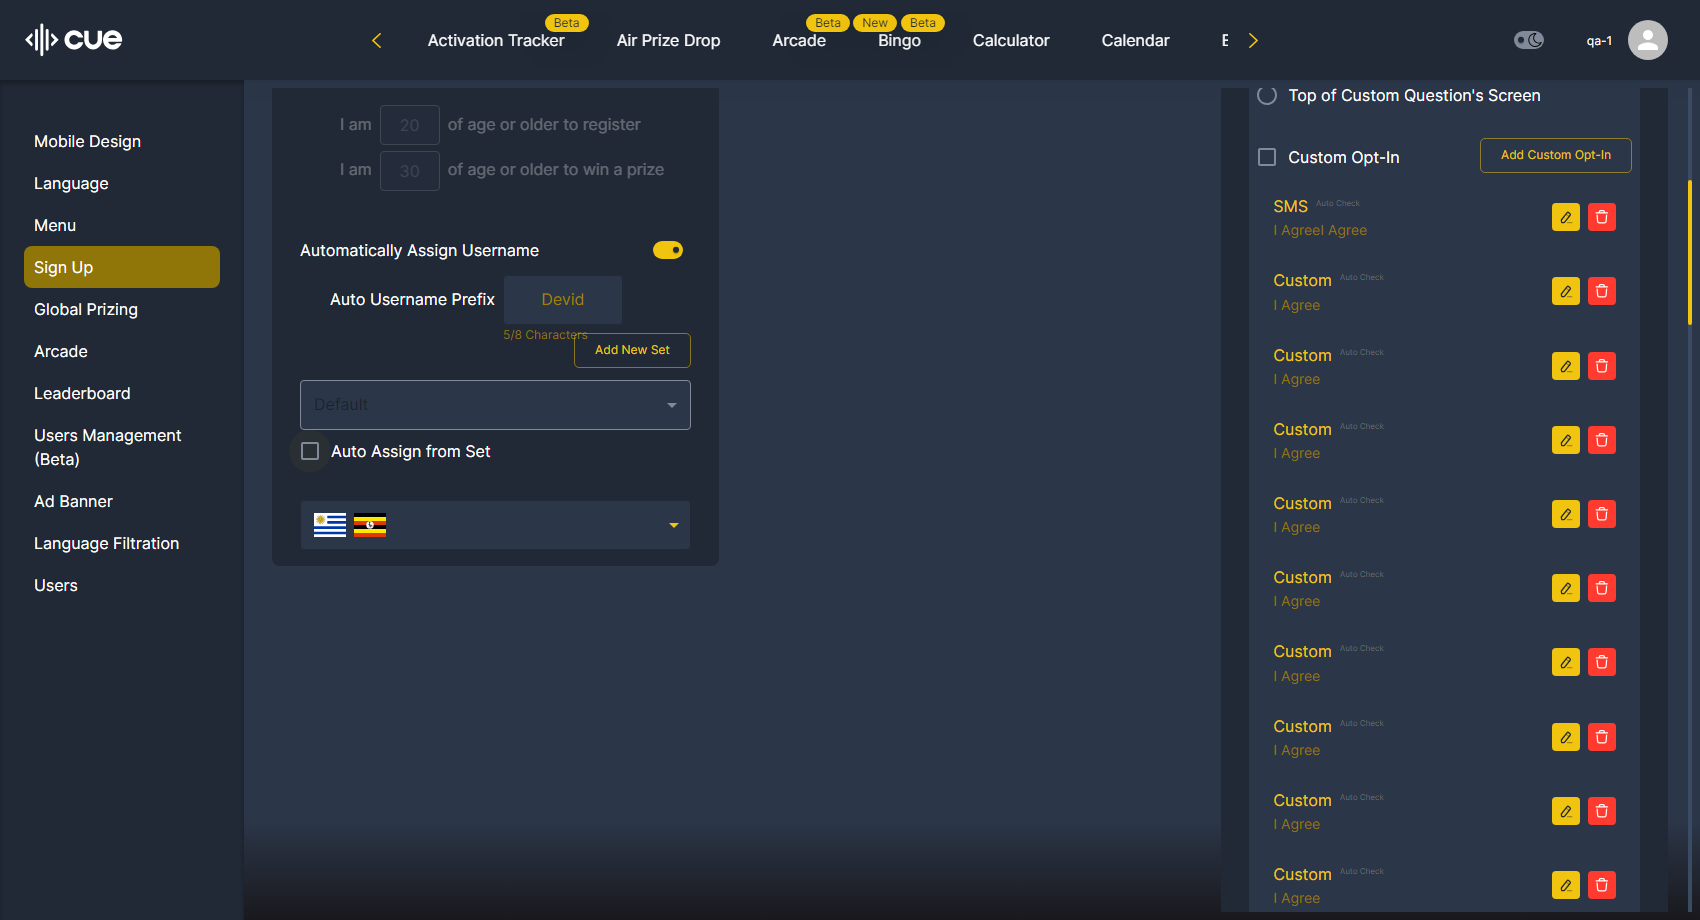 cue
Beta
Beta
New
Beta
Activation Tracker
Air Prize Drop
Arcade
Bingo
Calculator
Calendar
qa-1
Mobile Design
Language
Menu
Sign Up
Global Prizing
Arcade
Leaderboard
Users Management
(Beta)
Ad Banner
Language Filtration
Users
I am 20 of age or older to register
I am 30 of age or older to win a prize
Automatically Assign Username
Auto Username Prefix Devid
5/8 Characters
Add New Set
Default
Auto Assign from Set
Top of Custom Question's Screen
Custom Opt-In
Add Custom Opt-In
SMS Auto Check
I AgreeI Agree
Custom Auto Check
I Agree
Custom Auto Check
I Agree
Custom Auto Check
I Agree
Custom Auto Check
I Agree
Custom Auto Check
I Agree
Custom Auto Check
I Agree
Custom Auto Check
I Agree
Custom Auto Check
I Agree
Custom Auto Check
I Agree